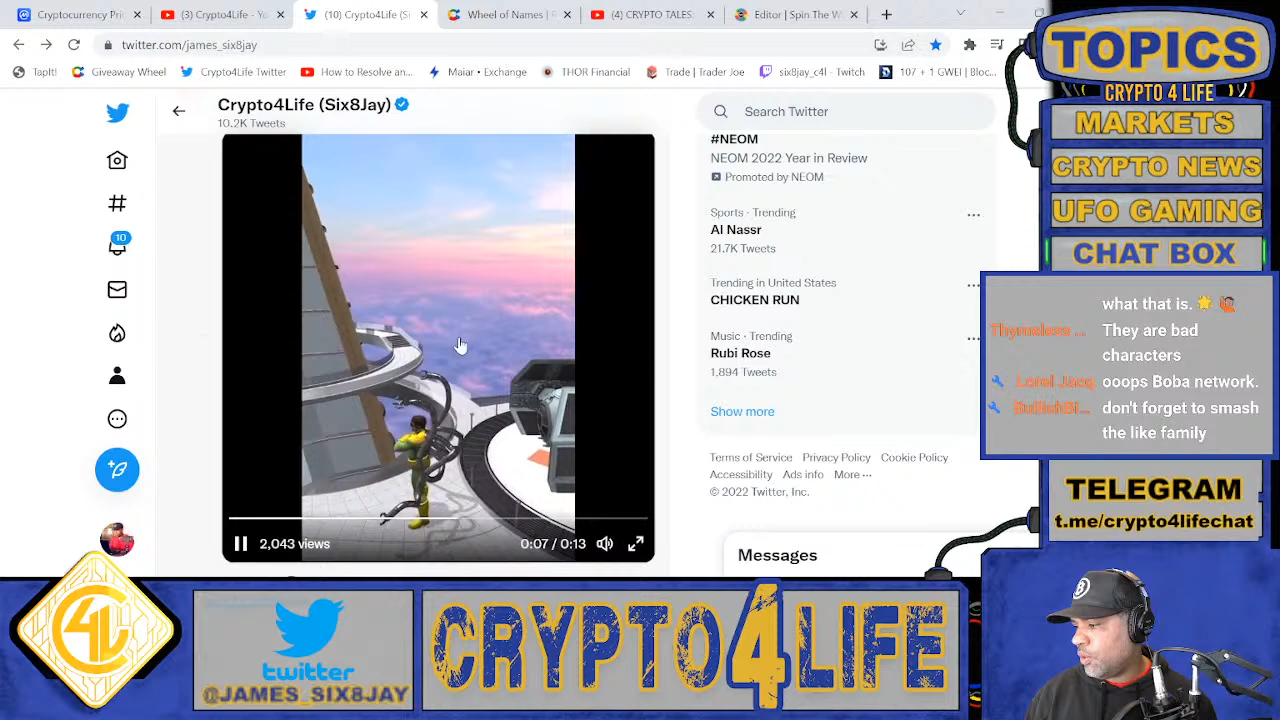 Cryptocurrency Pri
(3) Crypto4Life - Yo
(10) Crypto4Life (Si
Wheel of Names | R
(4) CRYPTO TALES:
Editor | Spin The W
twitter.com/james_six8jay
TapIt!
Giveaway Wheel
Crypto4Life Twitter
How to Resolve an...
Maiar • Exchange
THOR Financial
Trade | Trader Joe
six8jay_c4l - Twitch
107 + 1 GWEI | Bloc...
Crypto4Life (Six8Jay)
10.2K Tweets
Search Twitter
10
#NEOM
NEOM 2022 Year in Review
Promoted by NEOM
Sports · Trending
Al Nassr
21.7K Tweets
Trending in United States
CHICKEN RUN
Music · Trending
Rubi Rose
1,894 Tweets
Show more
Terms of Service Privacy Policy Cookie Policy
Accessibility Ads info More ···
© 2022 Twitter, Inc.
2,043 views
0:07 / 0:13
Messages
TOPICS
CRYPTO 4 LIFE
MARKETS
CRYPTO NEWS
UFO GAMING
CHAT BOX
what that is.
Thymeless ... They are bad
characters
Lorel Jacq ooops Boba network.
BullishBl... don't forget to smash
the like family
TELEGRAM
t.me/crypto4lifechat
twitter
@JAMES_SIX8JAY
CRYPTO4LIFE